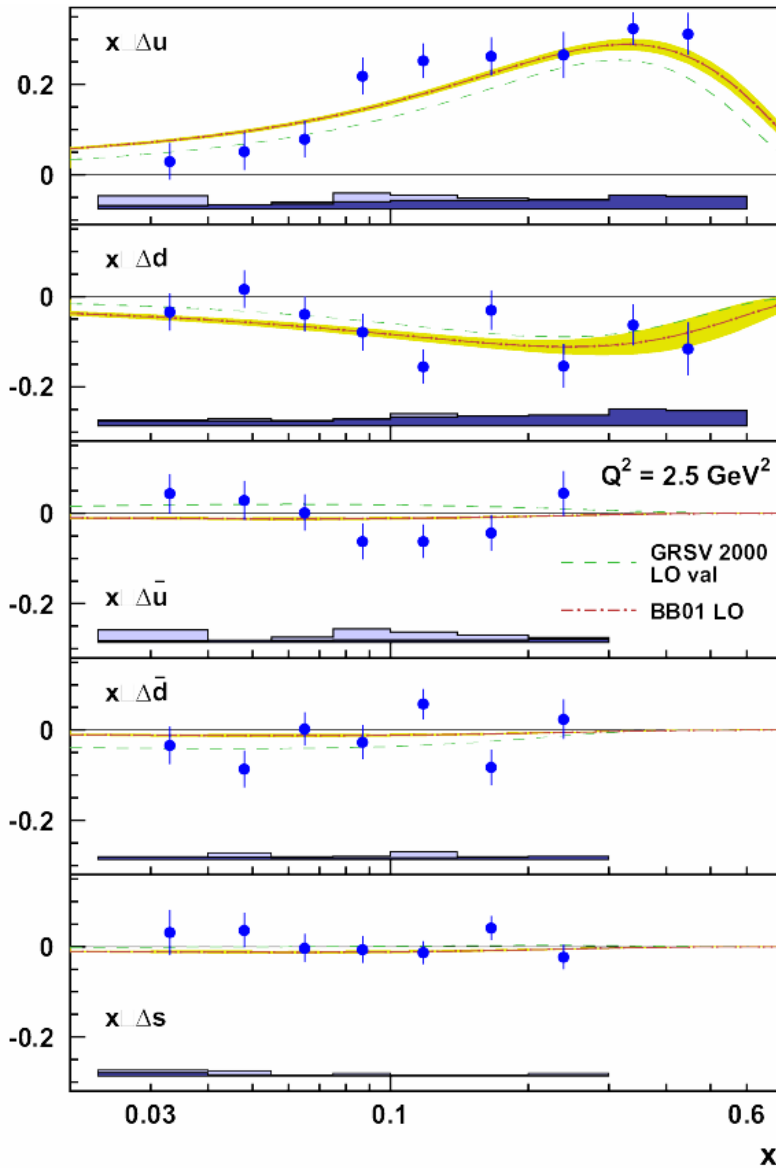 x Δu
0.2
0
x Δd
0
-0.2
Q² = 2.5 GeV²
0
GRSV 2000
LO val
-0.2
BB01 LO
x Δū
x Δd̄
0
-0.2
0
x Δs
-0.2
0.03
0.1
0.6
x